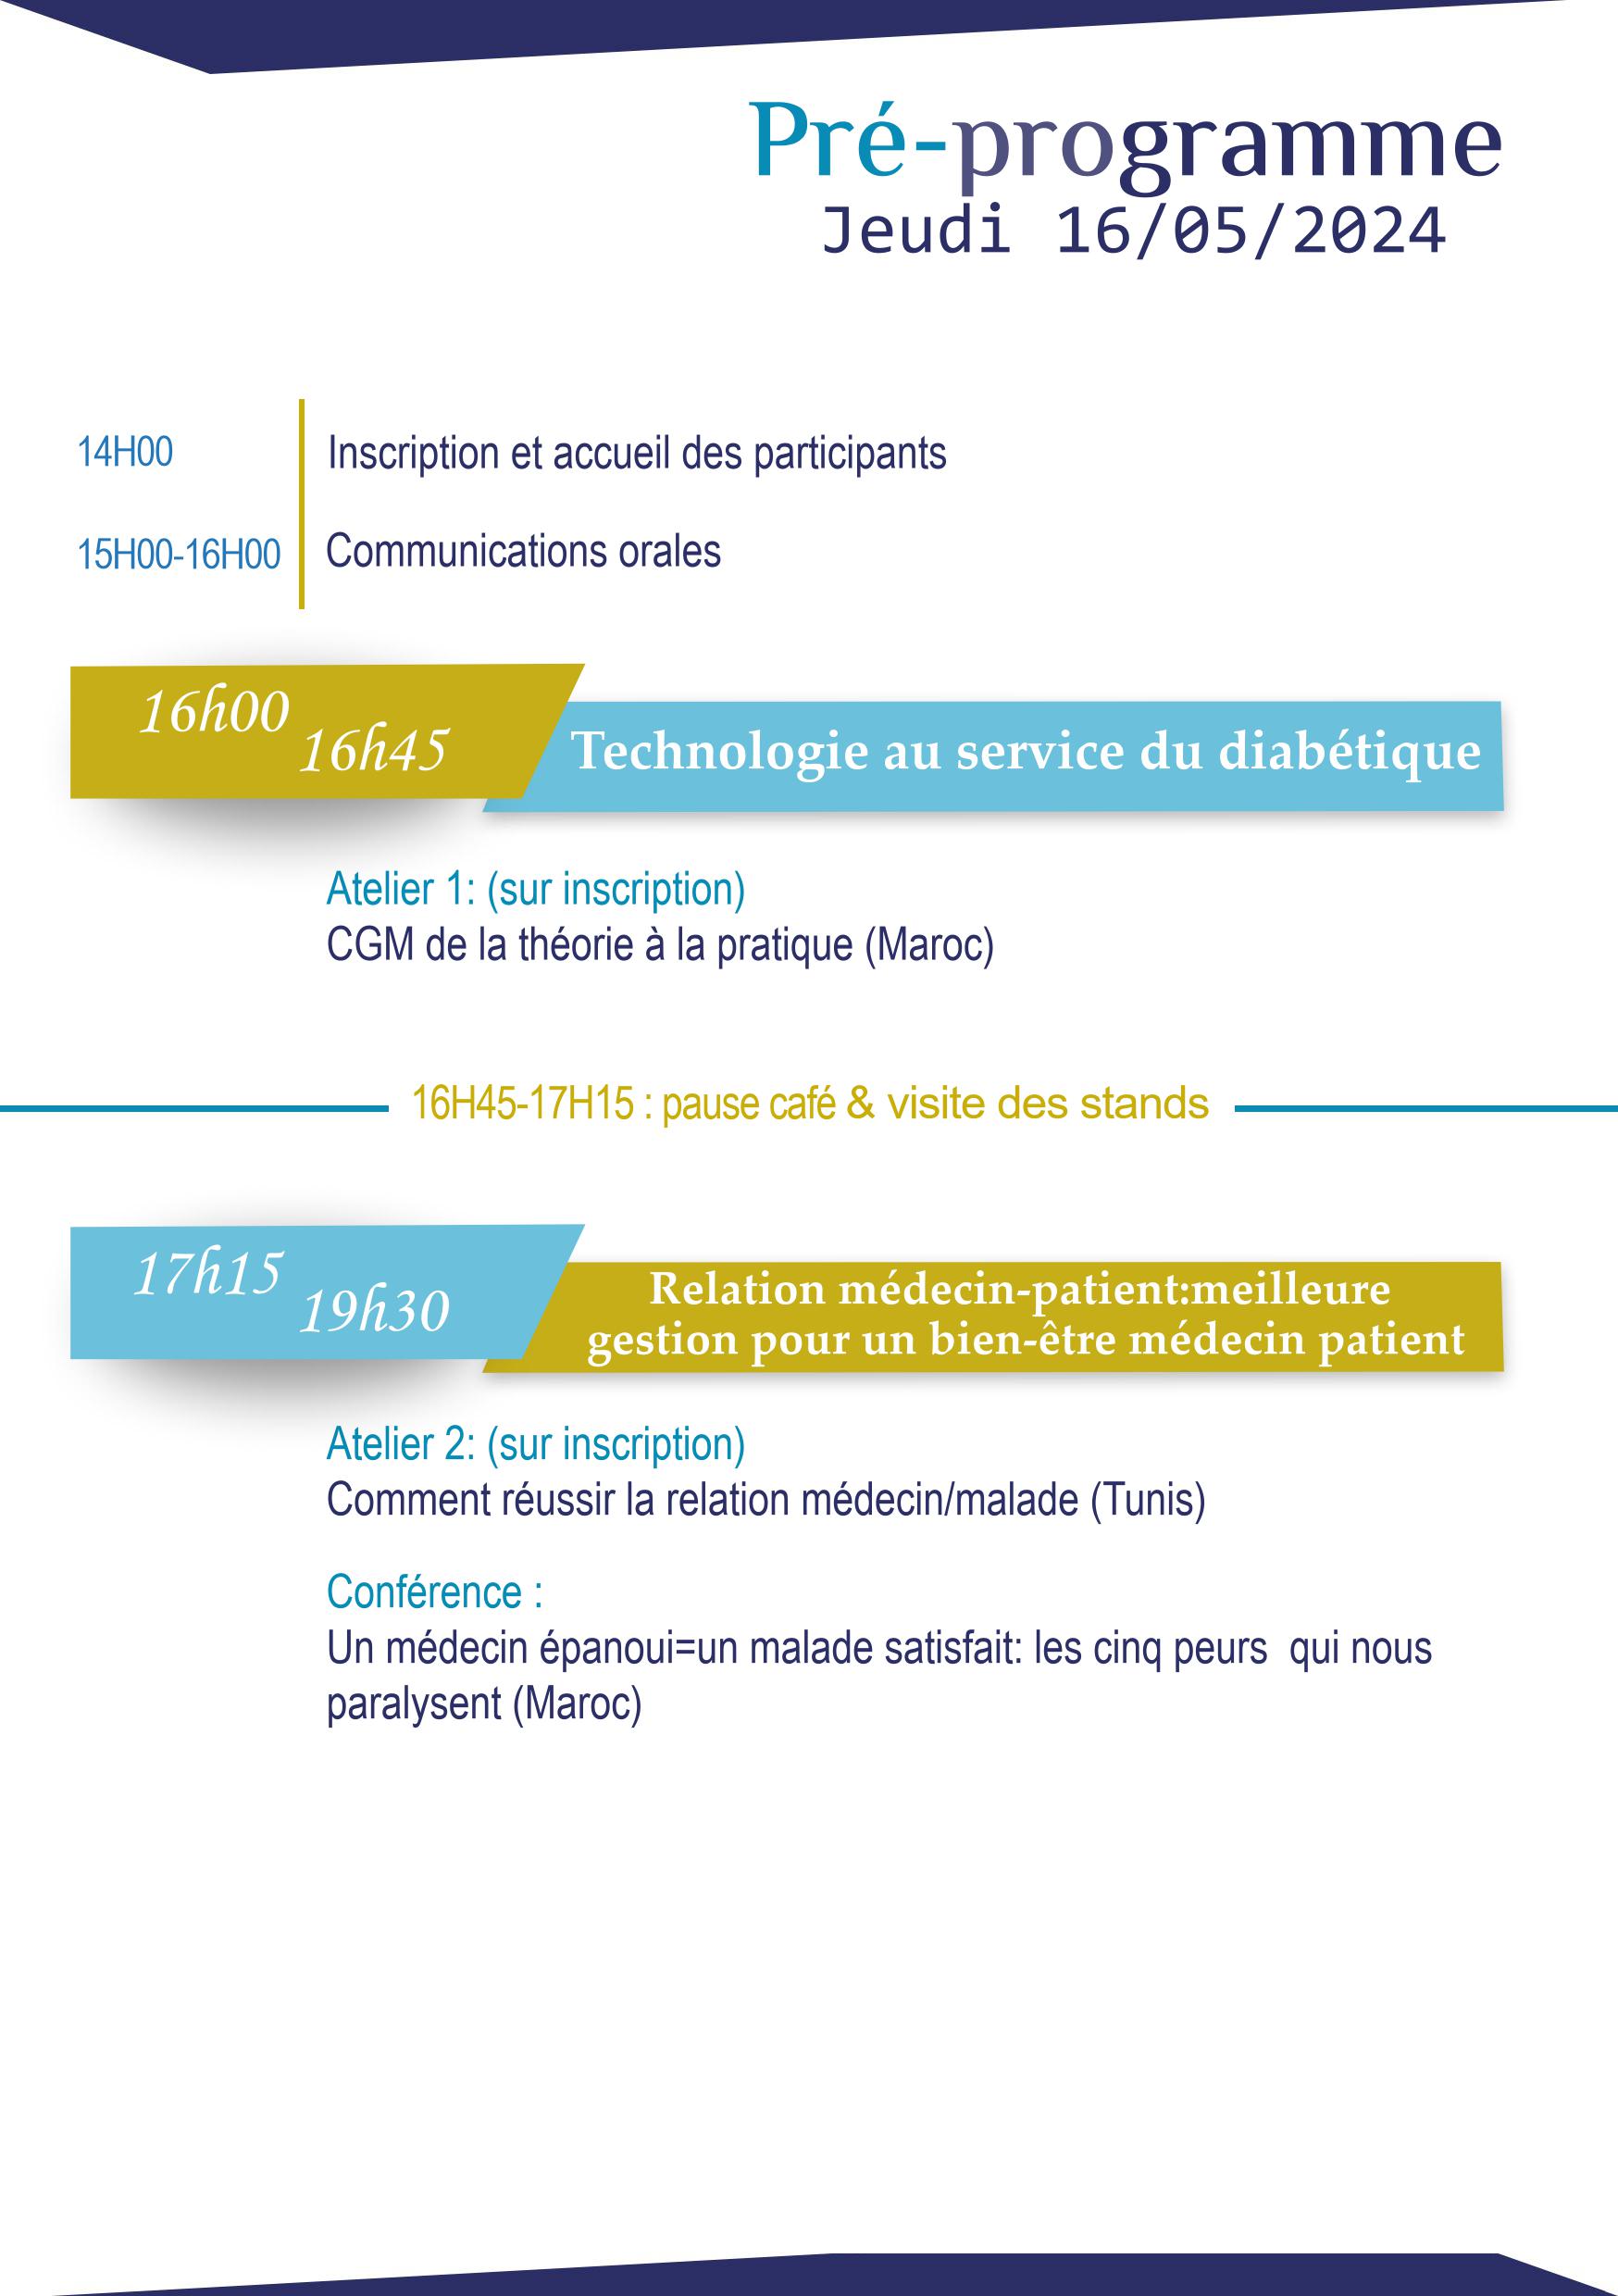 Pré-programme
Jeudi 16/05/2024
14H00
Inscription et accueil des participants
15H00-16H00
Communications orales
16h00
16h45
Technologie au service du diabétique
Atelier 1: (sur inscription)
CGM de la théorie à la pratique (Maroc)
16H45-17H15 : pause café & visite des stands
17h15
19h30
Relation médecin-patient:meilleure
gestion pour un bien-être médecin patient
Atelier 2: (sur inscription)
Comment réussir la relation médecin/malade (Tunis)
Conférence :
Un médecin épanoui=un malade satisfait: les cinq peurs  qui nous
paralysent (Maroc)